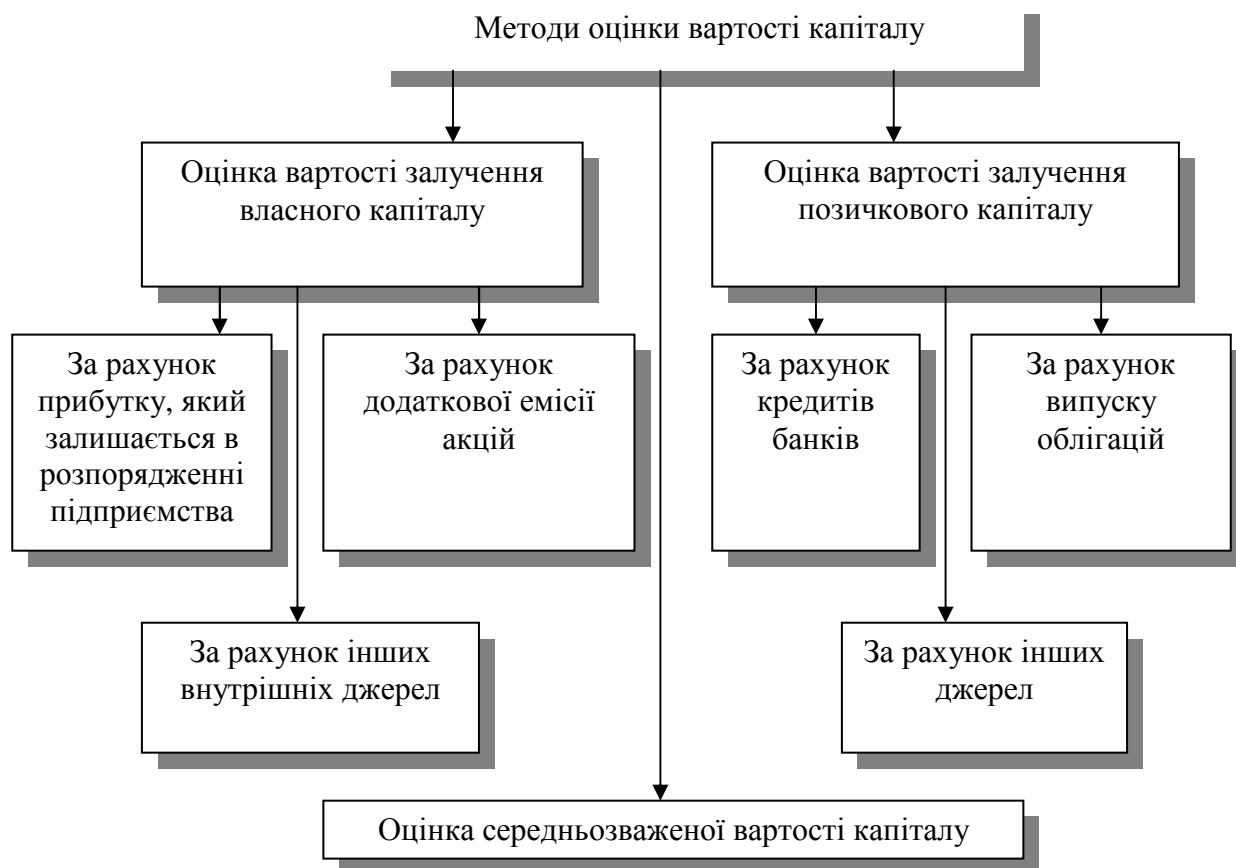 Методи оцінки вартості капіталу
Оцінка вартості залучення
власного капіталу
Оцінка вартості залучення
позичкового капіталу
За рахунок
прибутку, який
залишається в
розпорядженні
підприємства
За рахунок
додаткової емісії
акцій
За рахунок
кредитів
банків
За рахунок
випуску
облігацій
За рахунок інших
внутрішніх джерел
За рахунок інших
джерел
Оцінка середньозваженої вартості капіталу